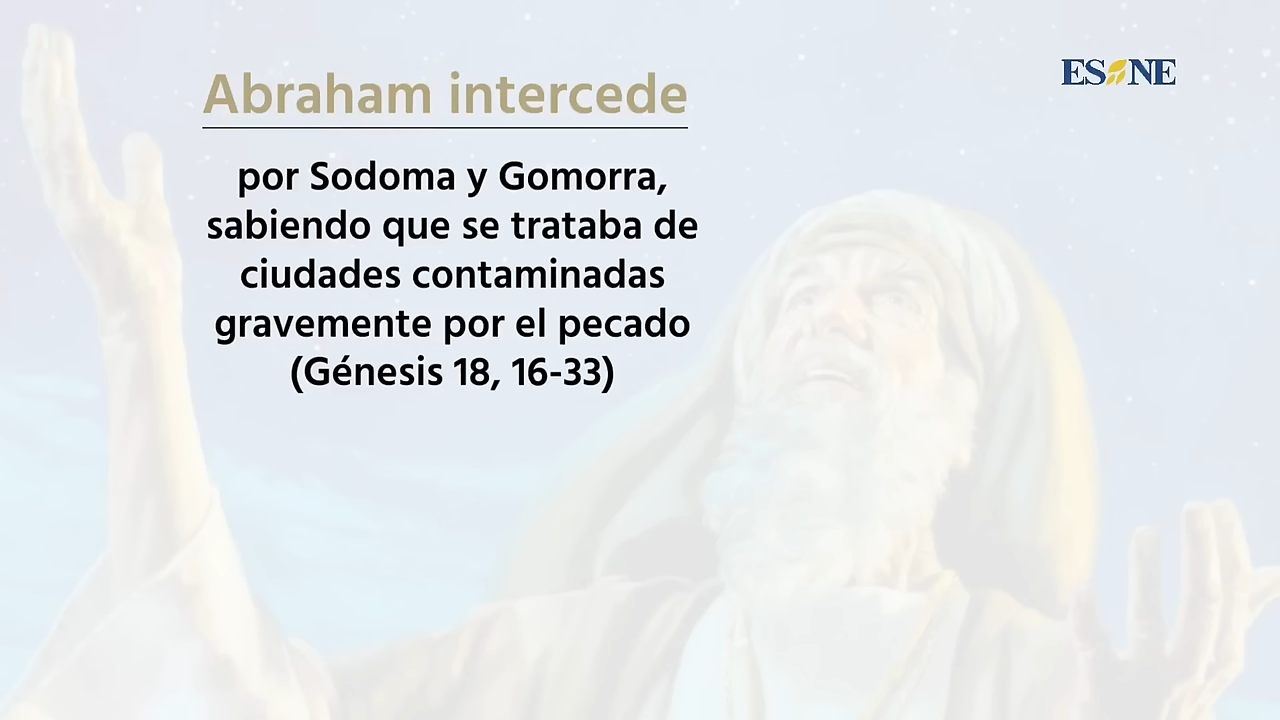 Abraham intercede
ESNE
por Sodoma y Gomorra,
sabiendo que se trataba de
ciudades contaminadas
gravemente por el pecado
(Génesis 18, 16-33)